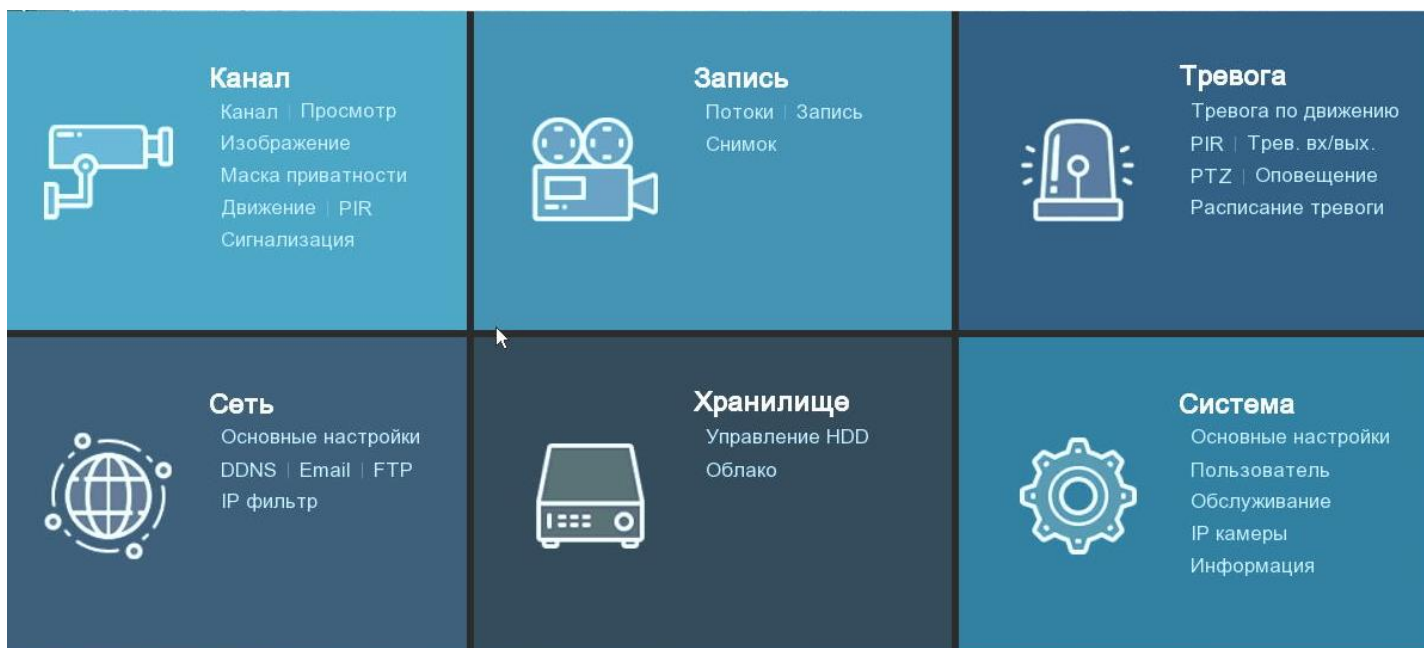 Канал
Канал | Просмотр
Изображение
Маска приватности
Движение | PIR
Сигнализация
Запись
Потоки | Запись
Снимок
Тревога
Тревога по движению
PIR | Трев. вх/вых.
PTZ | Оповещение
Расписание тревоги
Сеть
Основные настройки
DDNS | Email | FTP
IP фильтр
Хранилище
Управление HDD
Облако
Система
Основные настройки
Пользователь
Обслуживание
IP камеры
Информация